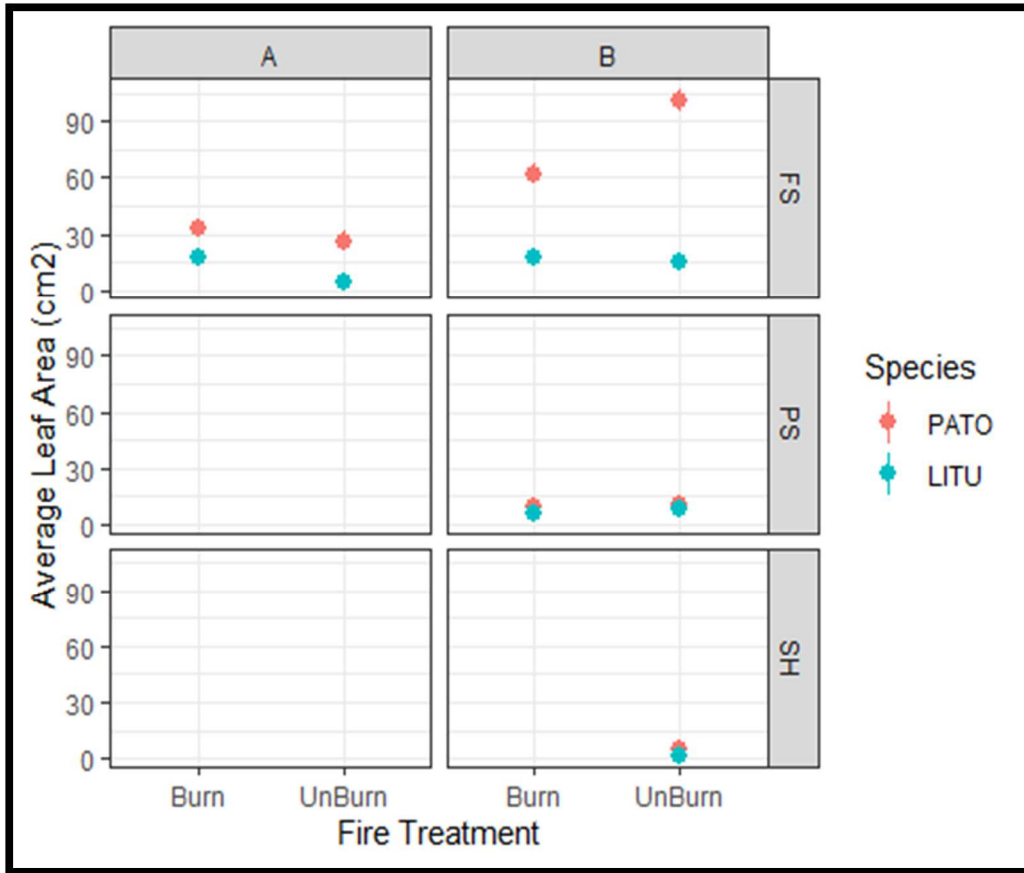 A
B
Average Leaf Area (cm2)
90
60
30
0
FS
90
60
30
0
PS
90
60
30
0
SH
Burn
UnBurn
Burn
UnBurn
Fire Treatment
Species
PATO
LITU